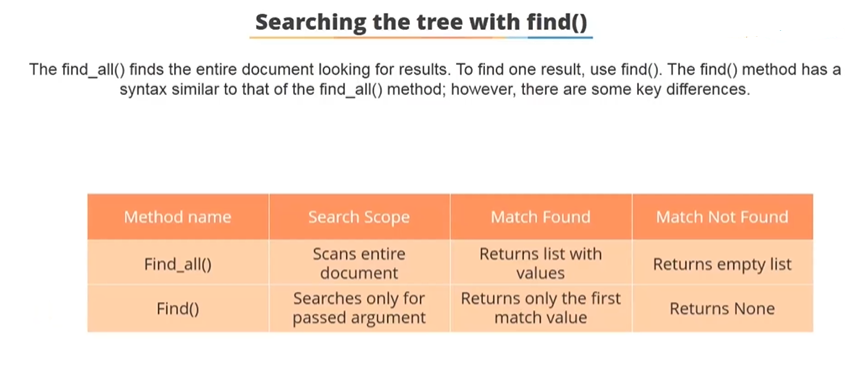 Searching the tree with find()
The find_all() finds the entire document looking for results. To find one result, use find(). The find() method has a
syntax similar to that of the find_all() method; however, there are some key differences.
Method name Search Scope Match Found Match Not Found
Find_all()
Scans entire
document
Returns list with
values
Returns empty list
Find()
Searches only for
passed argument
Returns only the first
match value
Returns None